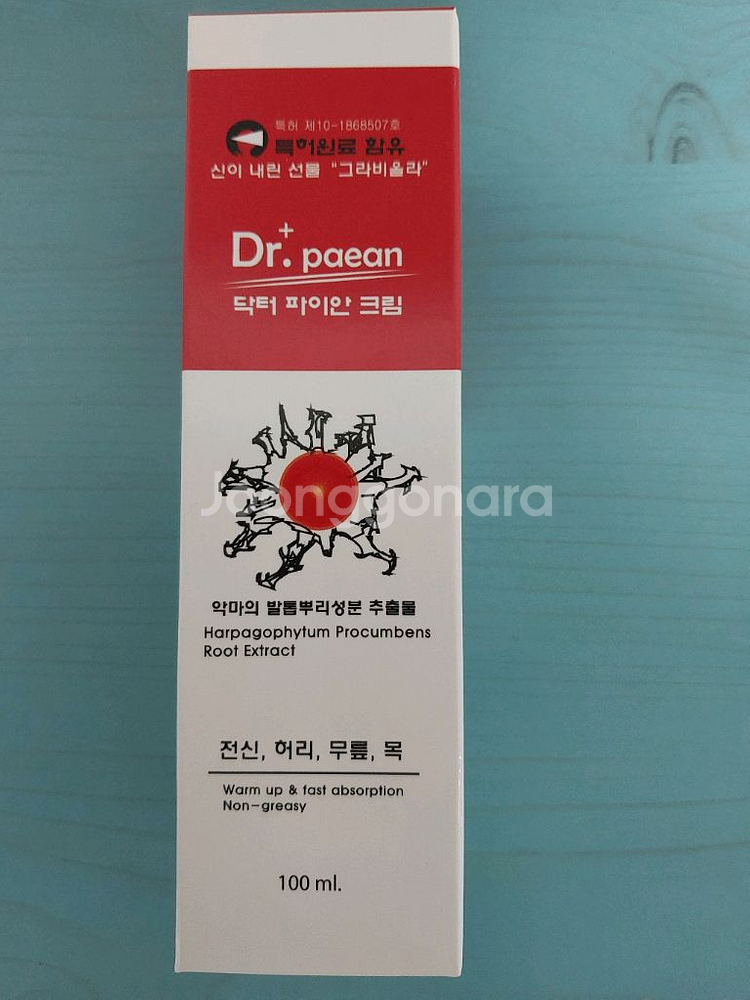 특허 제10-1868507호
특허원료 함유
신이 내린 선물 "그라비올라"
Dr.+ paean
닥터 파이안 크림
Joonggonara
악마의 발톱뿌리성분 추출물
Harpagophytum Procumbens
Root Extract
전신, 허리, 무릎, 목
Warm up & fast absorption
Non-greasy
100 ml.